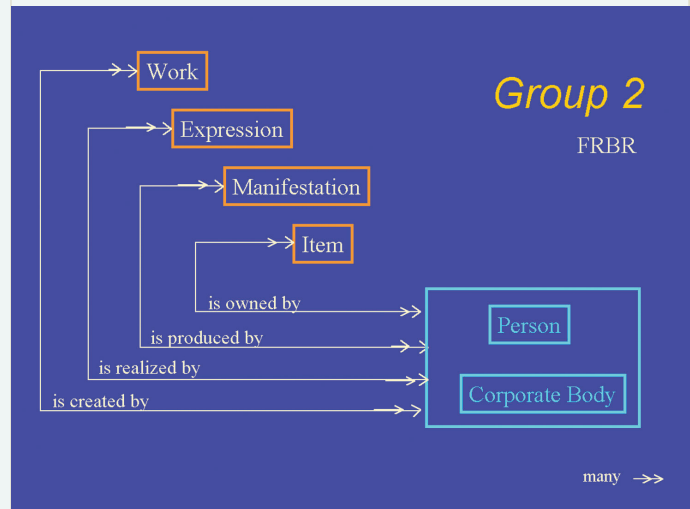 Work
Group 2
Expression
FRBR
Manifestation
Item
is owned by
Person
is produced by
is realized by
Corporate Body
is created by
many